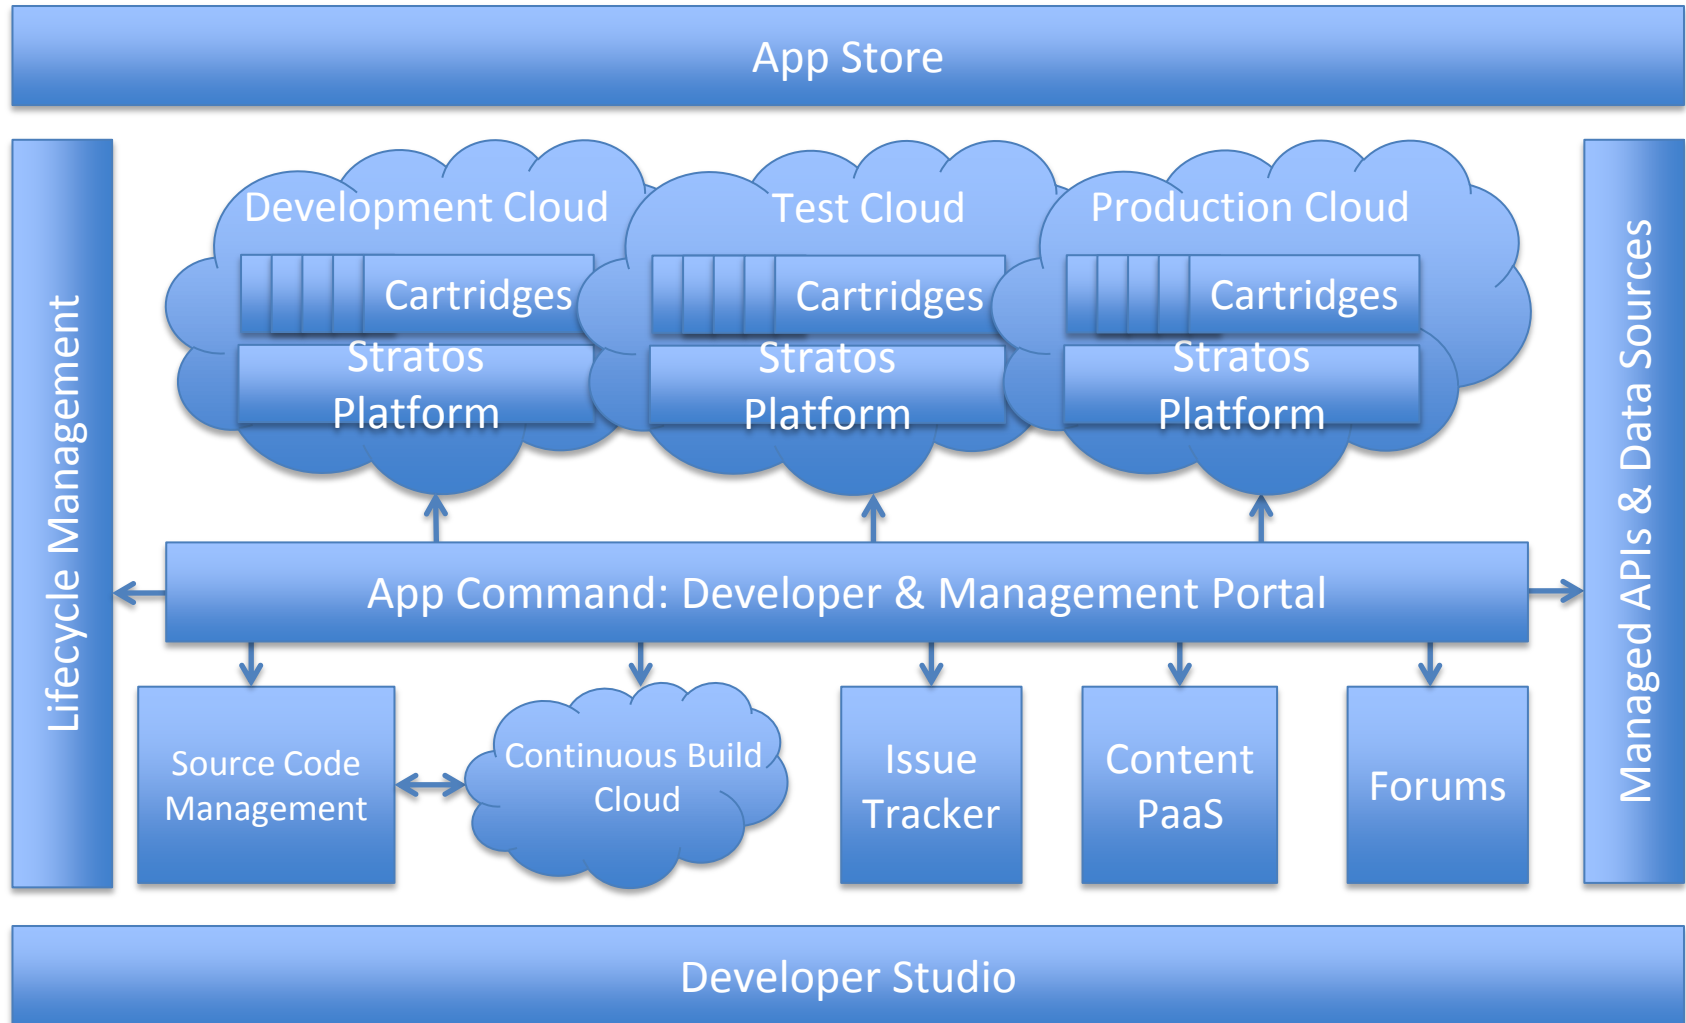 App Store
Lifecycle Management
Development Cloud
Cartridges
Stratos
Platform
Test Cloud
Cartridges
Stratos
Platform
Production Cloud
Cartridges
Stratos
Platform
Managed APIs & Data Sources
App Command: Developer & Management Portal
Source Code
Management
Continuous Build
Cloud
Issue
Tracker
Content
PaaS
Forums
Developer Studio